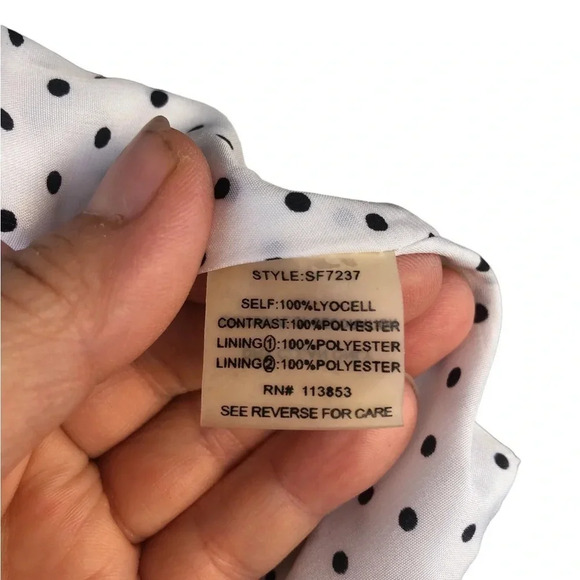 STYLE:SF7237
SELF:100%LYOCELL
CONTRAST:100%POLYESTER
LINING①:100%POLYESTER
LINING②:100%POLYESTER
RN# 113853
SEE REVERSE FOR CARE